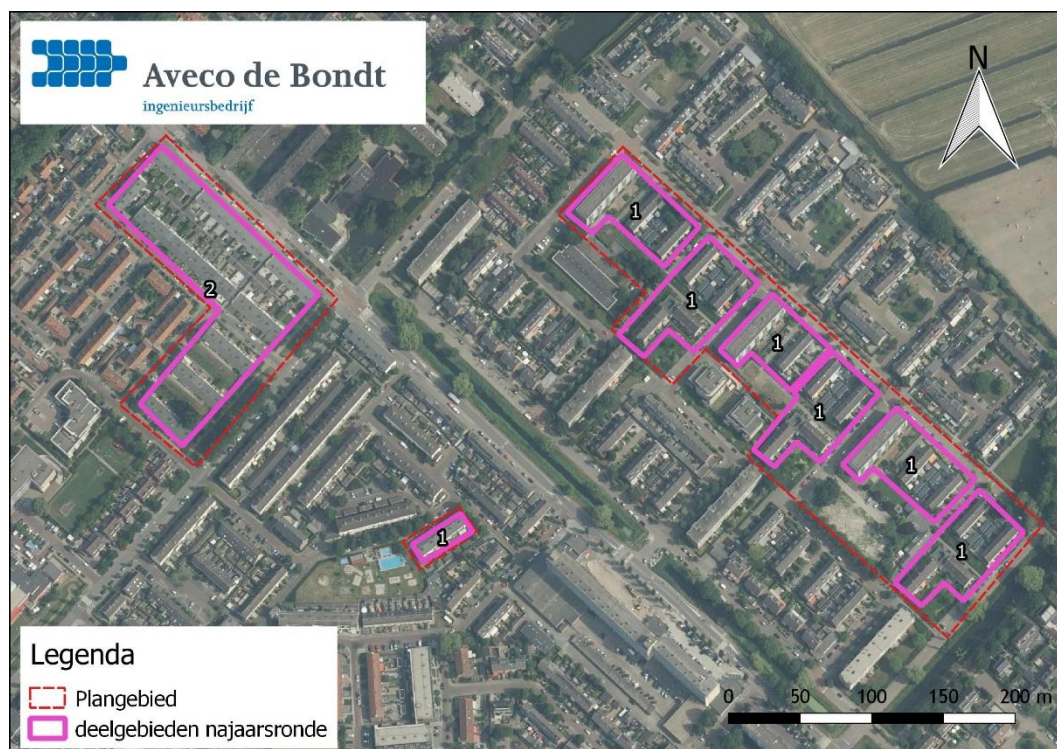 Aveco de Bondt
ingenieursbedrijf
N
1
1
2
1
1
1
1
1
Legenda
Plangebied
deelgebieden najaarsronde
0 50 100 150 200 m